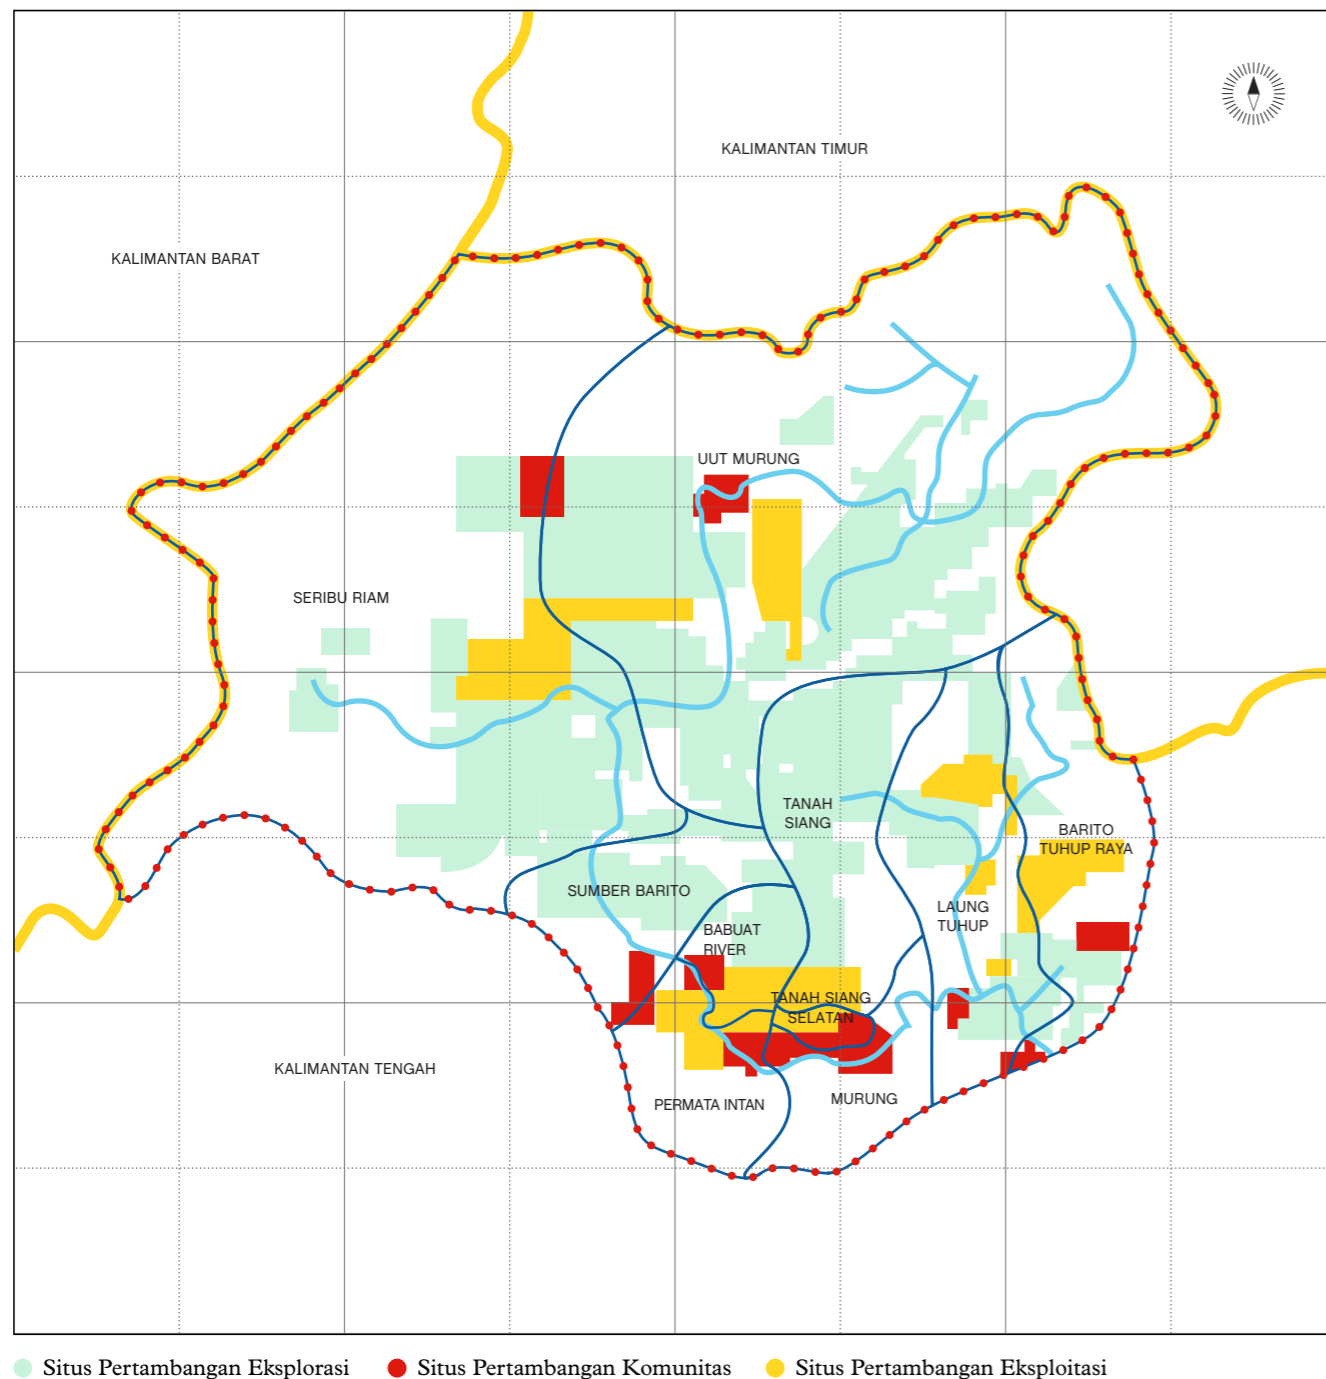 KALIMANTAN TIMUR
KALIMANTAN BARAT
UUT MURUNG
SERIBU RIAM
TANAH
SIANG
BARITO
TUHUP RAYA
SUMBER BARITO
LAUNG
TUHUP
BABUAT
RIVER
TANAH SIANG
SELATAN
KALIMANTAN TENGAH
PERMATA INTAN
MURUNG
Situs Pertambangan Eksplorasi
Situs Pertambangan Komunitas
Situs Pertambangan Eksploitasi